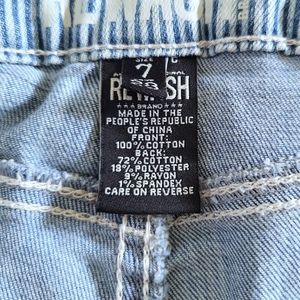 SIZE
7
REWASH
BRAND
MADE IN THE
PEOPLE'S REPUBLIC
OF CHINA
FRONT:
100% COTTON
BACK:
72% COTTON
18% POLYESTER
9% RAYON
1% SPANDEX
CARE ON REVERSE